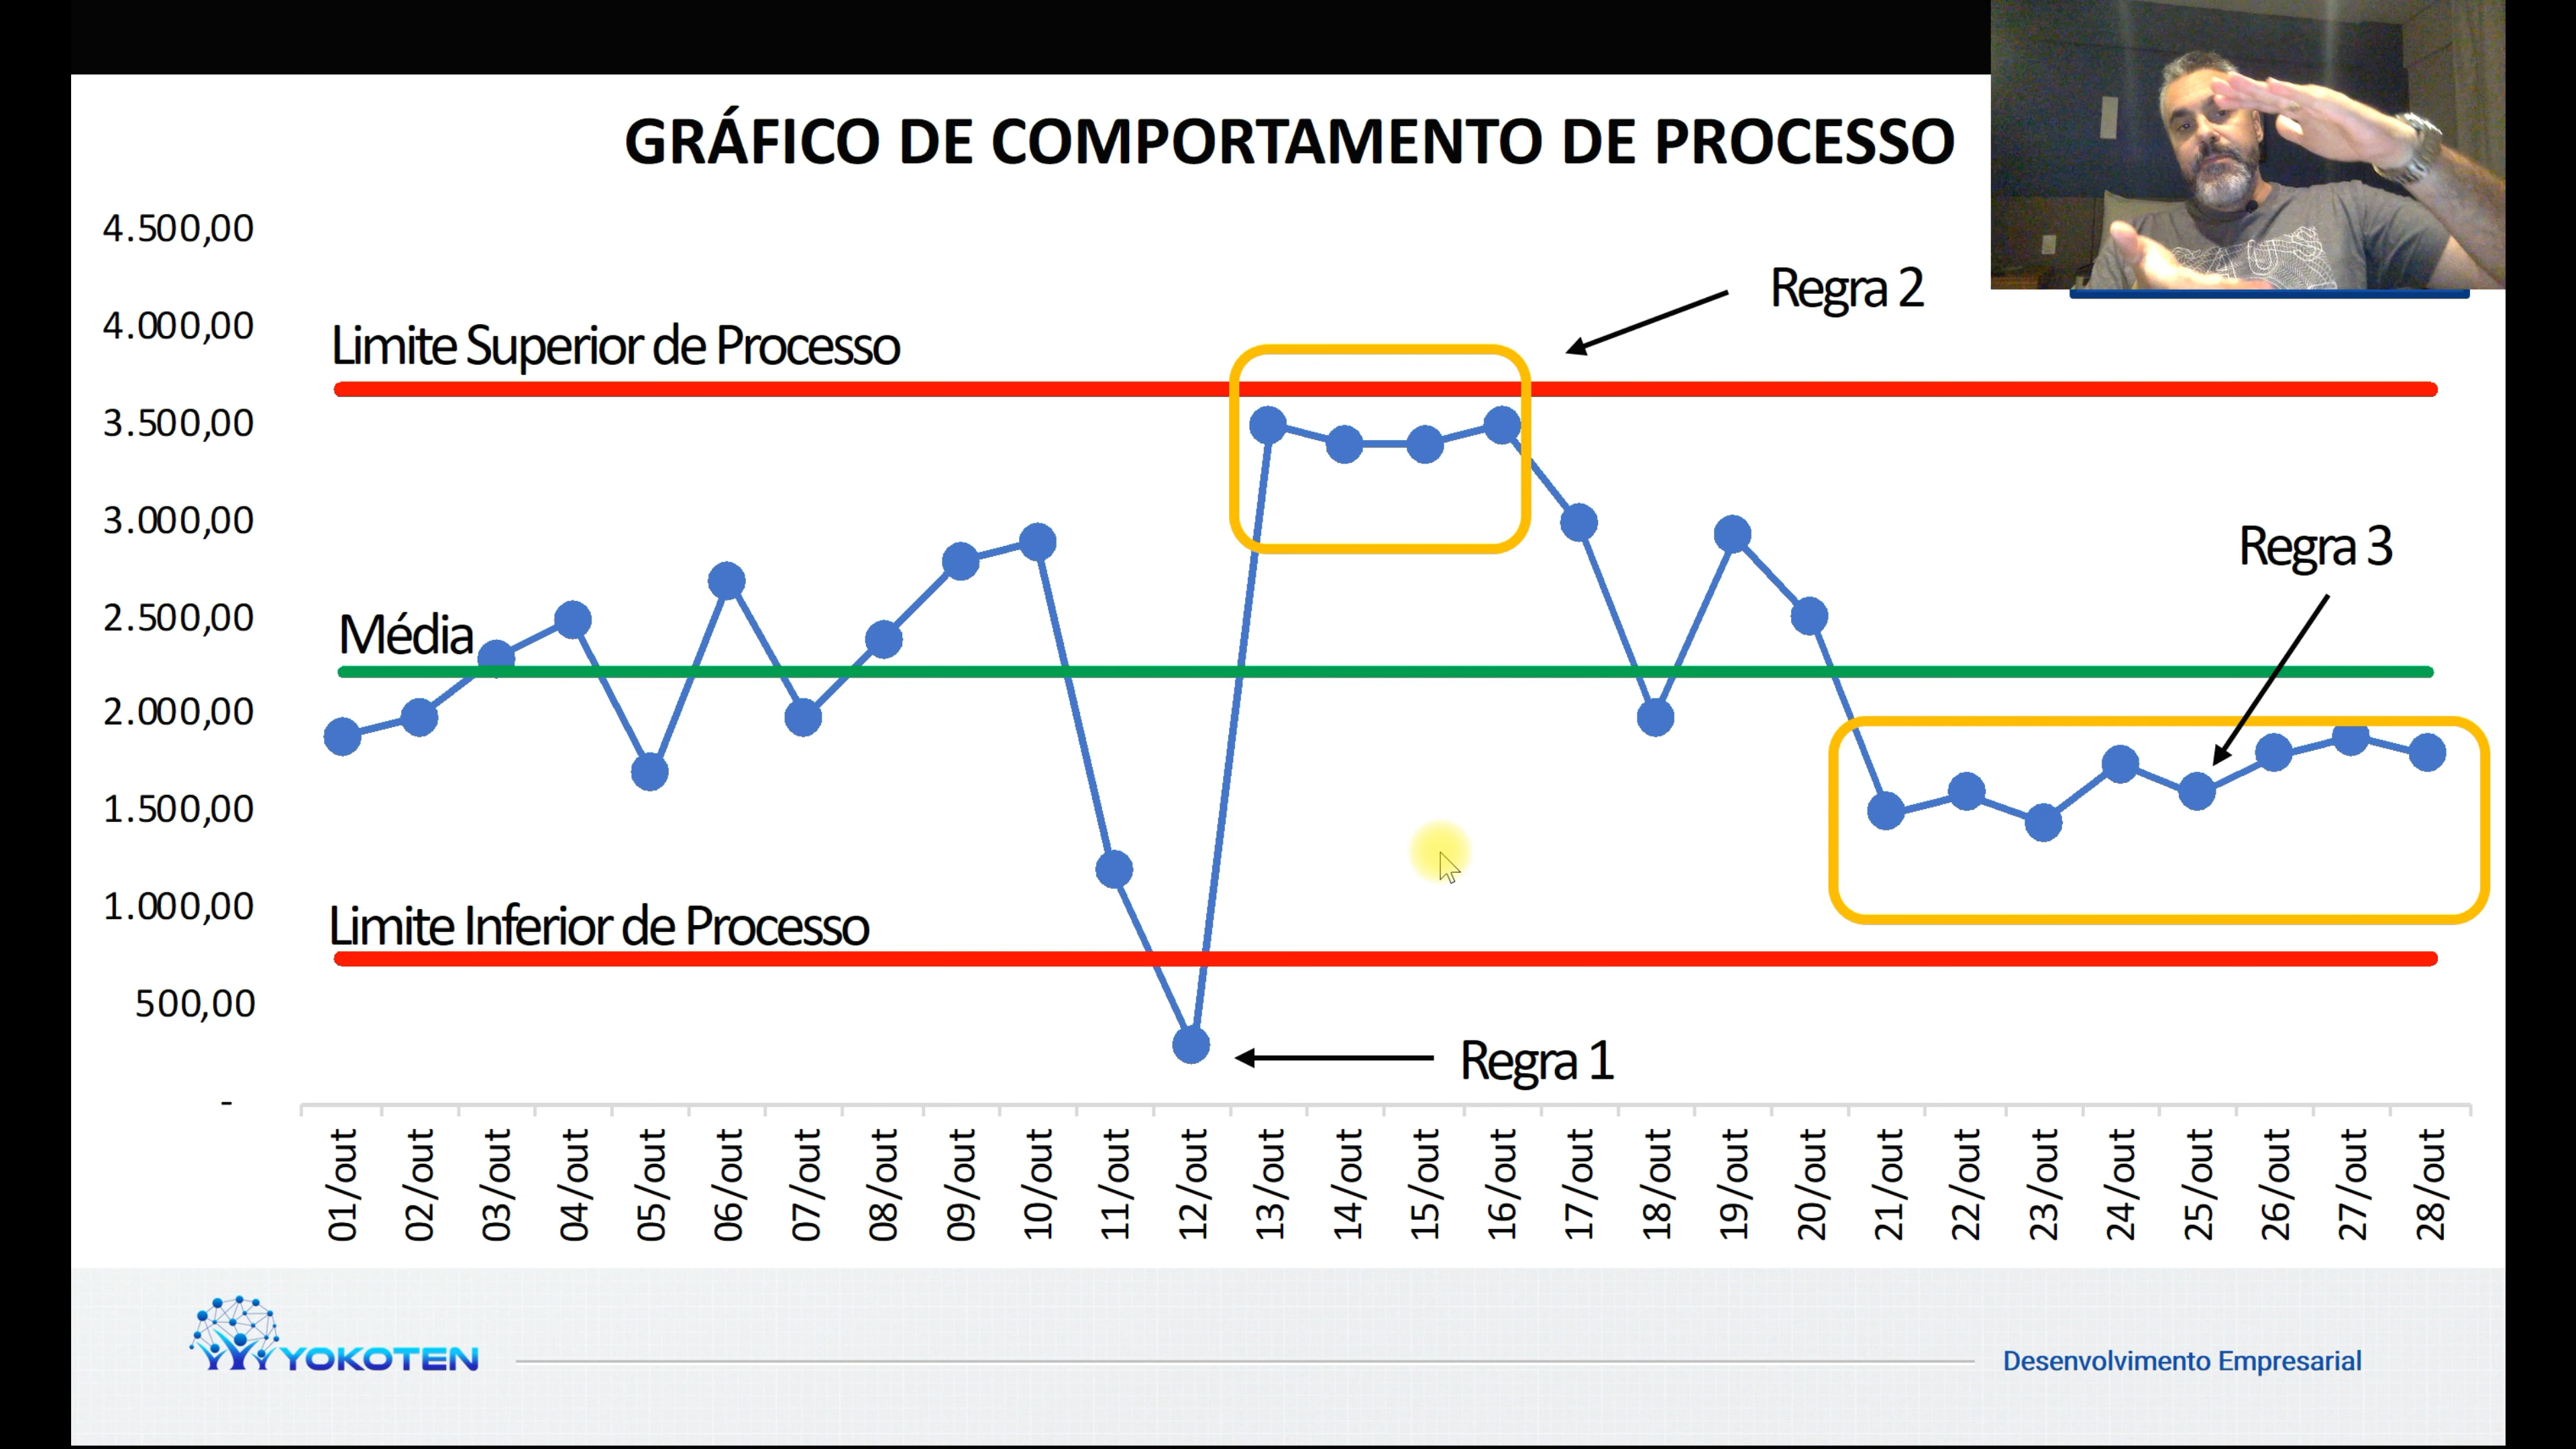 GRÁFICO DE COMPORTAMENTO DE PROCESSO
4.500,00
4.000,00
3.500,00
3.000,00
2.500,00
2.000,00
1.500,00
1.000,00
500,00
-
Limite Superior de Processo
Média
Limite Inferior de Processo
Regra 2
Regra 3
Regra 1
01/out
02/out
03/out
04/out
05/out
06/out
07/out
08/out
09/out
10/out
11/out
12/out
13/out
14/out
15/out
16/out
17/out
18/out
19/out
20/out
21/out
22/out
23/out
24/out
25/out
26/out
27/out
28/out
YOKOTEN
Desenvolvimento Empresarial